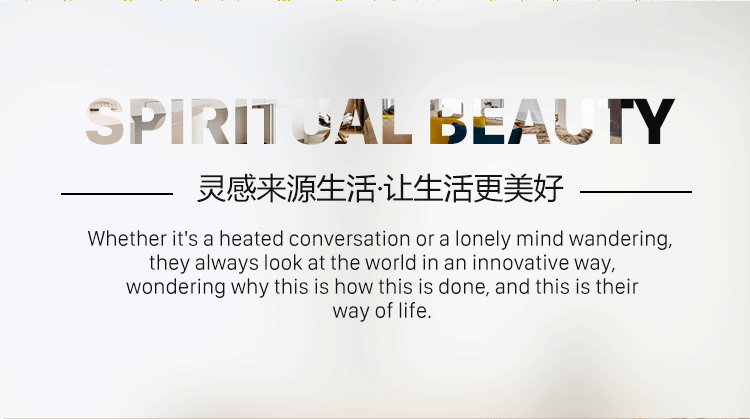 SPIRITUAL BEAUTY
灵感来源生活·让生活更美好
Whether it's a heated conversation or a lonely mind wandering,
they always look at the world in an innovative way,
wondering why this is how this is done, and this is their
way of life.